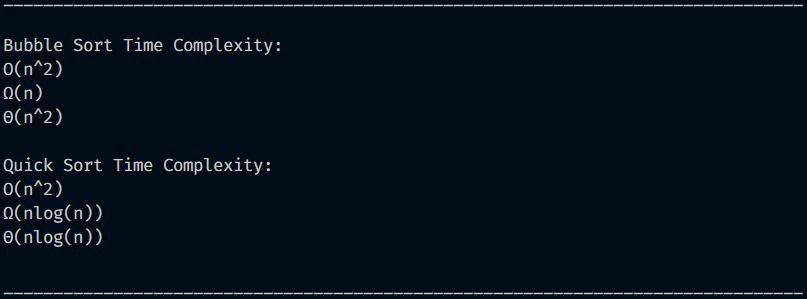 Bubble Sort Time Complexity:
O(n^2)
Ω(n)
Θ(n^2)
Quick Sort Time Complexity:
O(n^2)
Ω(nlog(n))
Θ(nlog(n))